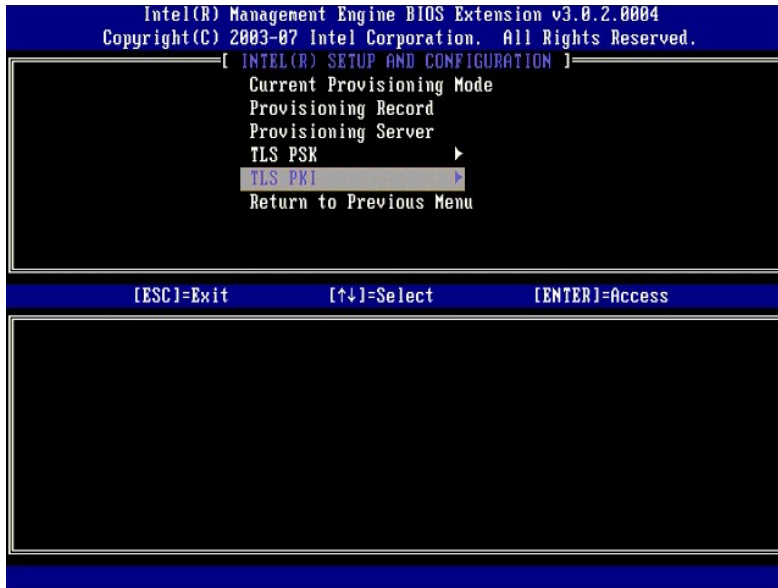 Intel(R) Management Engine BIOS Extension v3.0.2.0004
Copyright(C) 2003-07 Intel Corporation. All Rights Reserved.
[ INTEL(R) SETUP AND CONFIGURATION ]
Current Provisioning Mode
Provisioning Record
Provisioning Server
TLS PSK ►
TLS PKI ►
Return to Previous Menu
[ESC]=Exit [↑↓]=Select [ENTER]=Access